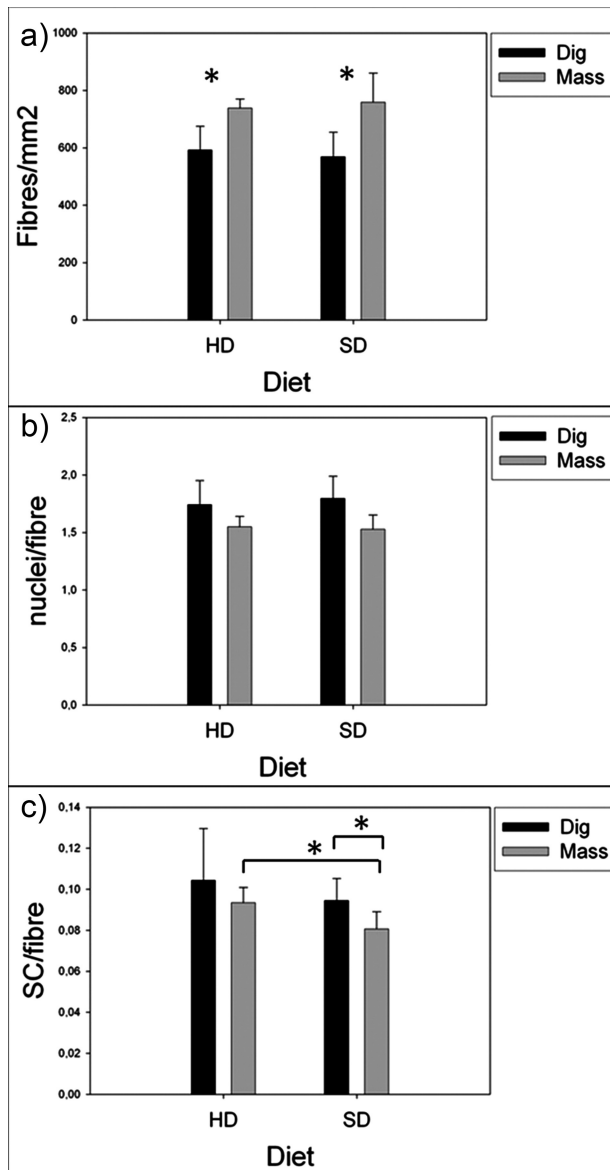 a)
1000
800
600
400
200
0
Fibres/mm2
*
*
HD
SD
Diet
Dig
Mass
b)
2,5
2,0
1,5
1,0
0,5
0,0
nuclei/fibre
HD
SD
Diet
Dig
Mass
c)
0,14
0,12
0,10
0,08
0,06
0,04
0,02
0,00
SC/fibre
*
*
HD
SD
Diet
Dig
Mass